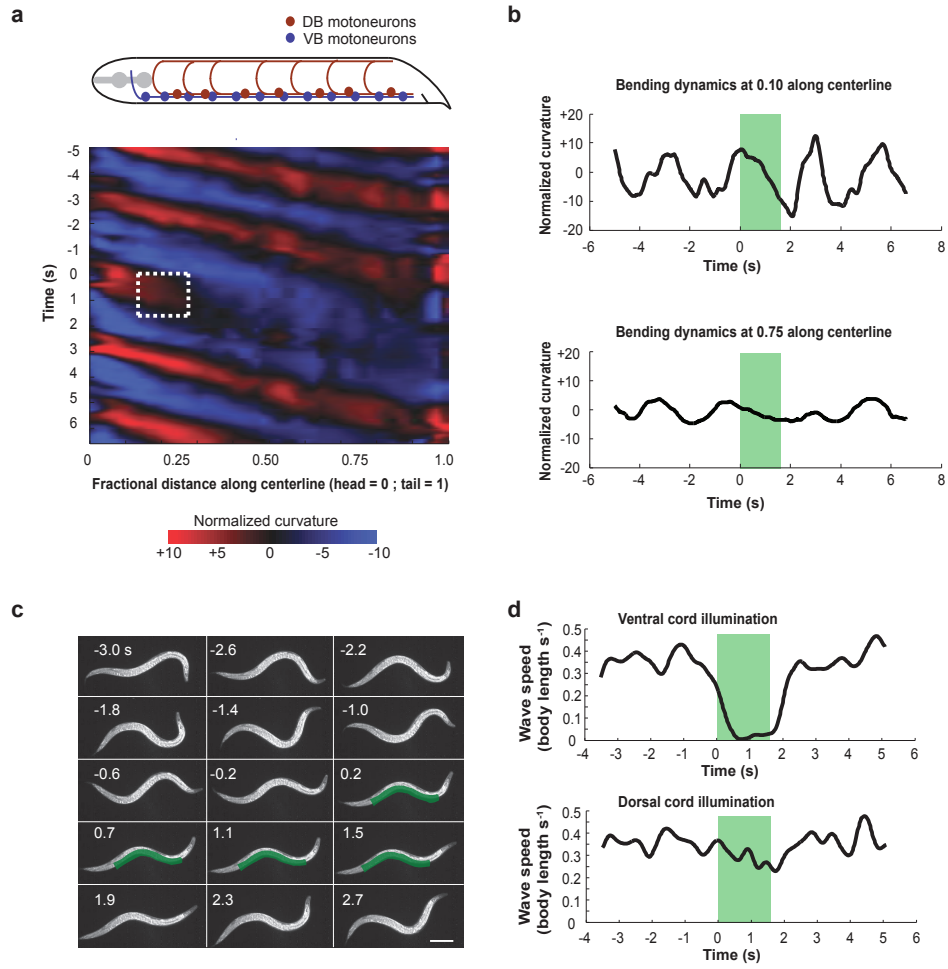 a
DB motoneurons
VB motoneurons
-5
-4
-3
-2
-1
0
1
2
3
4
5
6
Time (s)
0 0.25 0.50 0.75 1.0
Fractional distance along centerline (head = 0 ; tail = 1)
Normalized curvature
+10 +5 0 -5 -10
b
Bending dynamics at 0.10 along centerline
+20
+10
0
-10
-20
Normalized curvature
-6 -4 -2 0 2 4 6 8
Time (s)
Bending dynamics at 0.75 along centerline
+20
+10
0
-10
-20
Normalized curvature
-6 -4 -2 0 2 4 6 8
Time (s)
c
-3.0 s -2.6 -2.2
-1.8 -1.4 -1.0
-0.6 -0.2 0.2
0.7 1.1 1.5
1.9 2.3 2.7
d
Ventral cord illumination
0.5
0.4
0.3
0.2
0.1
0
Wave speed
(body length s-1)
-4 -3 -2 -1 0 1 2 3 4 5 6
Time (s)
Dorsal cord illumination
0.5
0.4
0.3
0.2
0.1
0
Wave speed
(body length s-1)
-4 -3 -2 -1 0 1 2 3 4 5 6
Time (s)